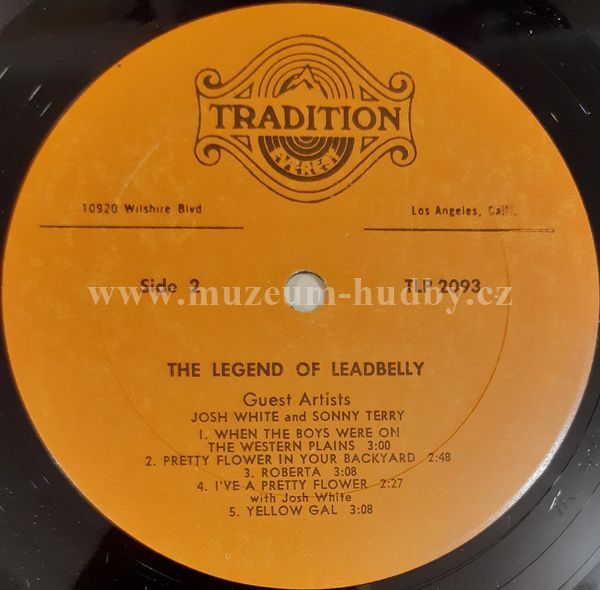 TRADITION
EVEREST
10920 Wilshire Blvd
Los Angeles, Calif.
www.muzeum-hudby.cz
Side 2
TLP 2093
THE LEGEND OF LEADBELLY
Guest Artists
JOSH WHITE and SONNY TERRY
1. WHEN THE BOYS WERE ON
THE WESTERN PLAINS 3:00
2. PRETTY FLOWER IN YOUR BACKYARD 2:48
3. ROBERTA 3:08
4. I'VE A PRETTY FLOWER 2:27
with Josh White
5. YELLOW GAL 3:08